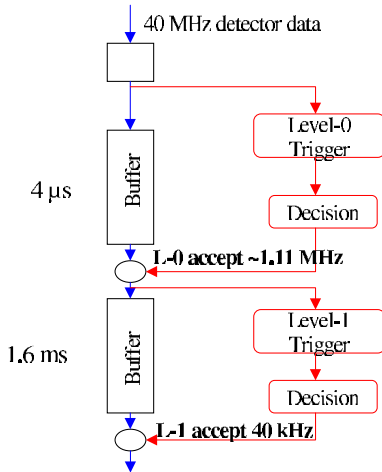 40 MHz detector data
Level-0
Trigger
4 μs
Buffer
Decision
L-0 accept ~1.11 MHz
Level-1
Trigger
1.6 ms
Buffer
Decision
L-1 accept 40 kHz